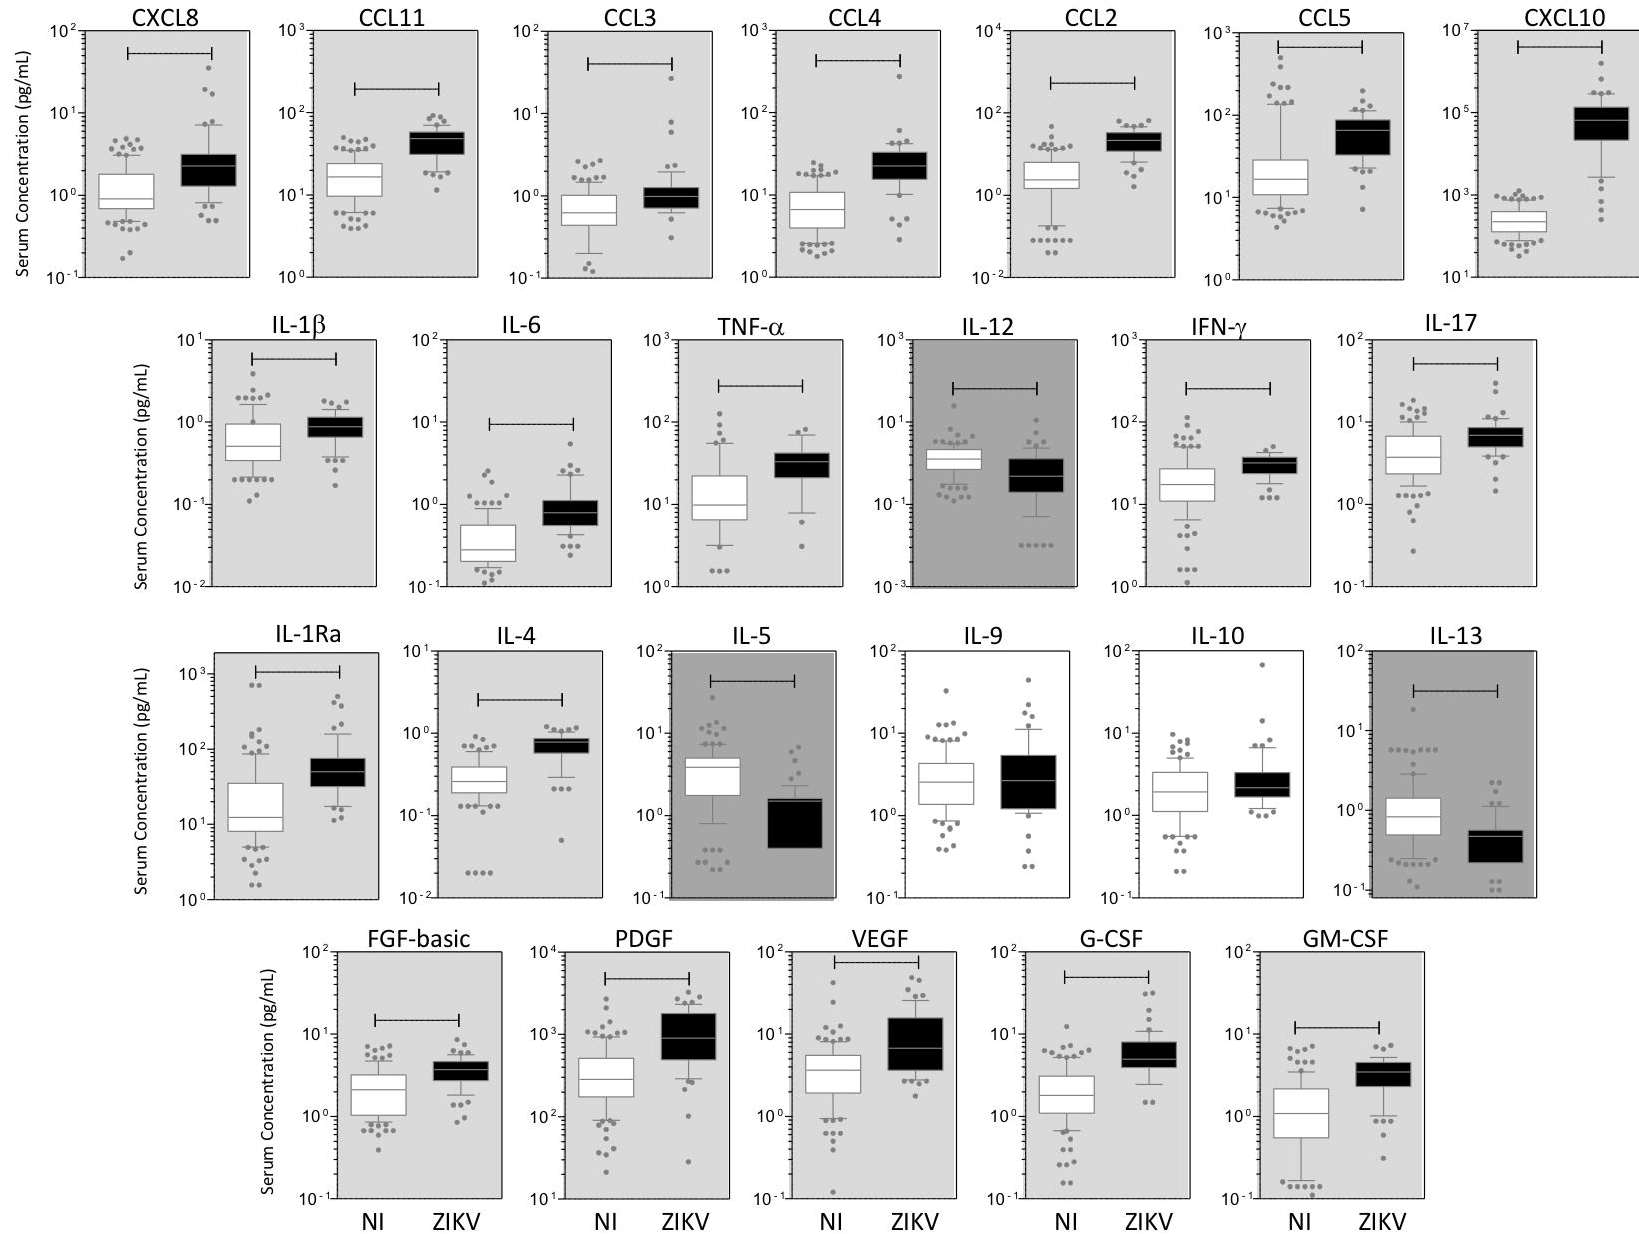 CXCL8 CCL11 CCL3 CCL4 CCL2 CCL5 CXCL10
Serum Concentration (pg/mL)
10² 10¹ 10⁰ 10⁻¹
10³ 10² 10¹ 10⁰
10² 10¹ 10⁰ 10⁻¹
10³ 10² 10¹ 10⁰
10⁴ 10² 10⁰ 10⁻²
10³ 10² 10¹ 10⁰
10⁷ 10⁵ 10³ 10¹
IL-1β IL-6 TNF-α IL-12 IFN-γ IL-17
Serum Concentration (pg/mL)
10¹ 10⁰ 10⁻¹ 10⁻²
10² 10¹ 10⁰ 10⁻¹
10³ 10² 10¹ 10⁰
10³ 10¹ 10⁻¹ 10⁻³
10³ 10² 10¹ 10⁰
10² 10¹ 10⁰ 10⁻¹
IL-1Ra IL-4 IL-5 IL-9 IL-10 IL-13
Serum Concentration (pg/mL)
10³ 10² 10¹ 10⁰
10¹ 10⁰ 10⁻¹ 10⁻²
10² 10¹ 10⁰ 10⁻¹
10² 10¹ 10⁰ 10⁻¹
10² 10¹ 10⁰ 10⁻¹
10² 10¹ 10⁰ 10⁻¹
FGF-basic PDGF VEGF G-CSF GM-CSF
Serum Concentration (pg/mL)
10² 10¹ 10⁰ 10⁻¹
10⁴ 10³ 10² 10¹
10² 10¹ 10⁰ 10⁻¹
10² 10¹ 10⁰ 10⁻¹
10² 10¹ 10⁰ 10⁻¹
NI ZIKV NI ZIKV NI ZIKV NI ZIKV NI ZIKV